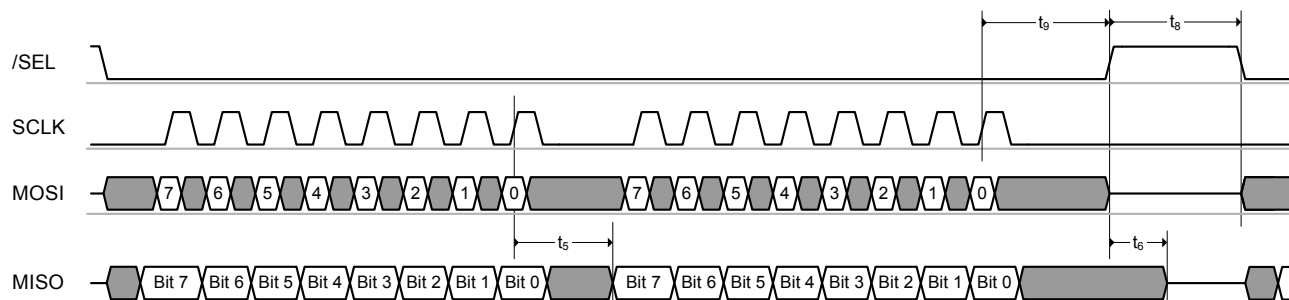 t9 t8
/SEL
SCLK
MOSI 7 6 5 4 3 2 1 0 7 6 5 4 3 2 1 0
t5 t6
MISO Bit 7 Bit 6 Bit 5 Bit 4 Bit 3 Bit 2 Bit 1 Bit 0 Bit 7 Bit 6 Bit 5 Bit 4 Bit 3 Bit 2 Bit 1 Bit 0